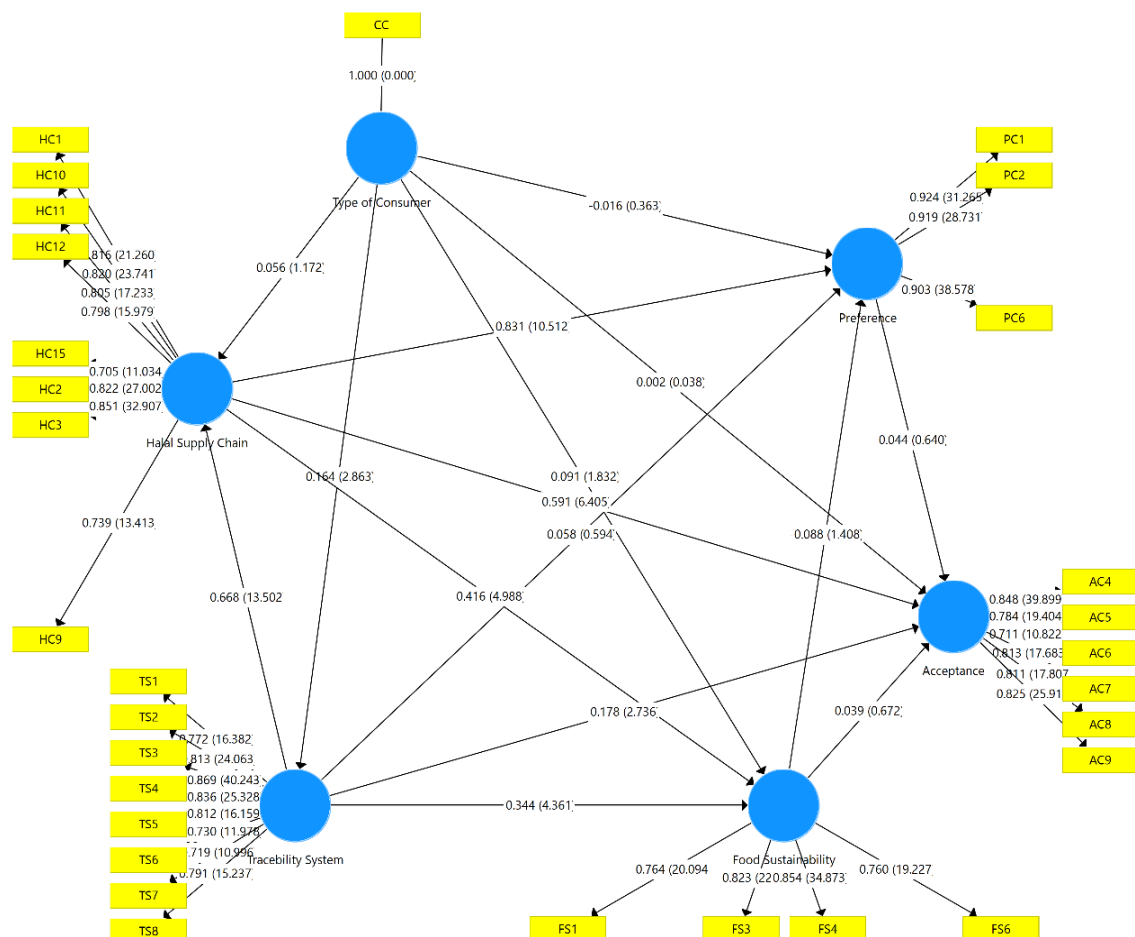 CC
1.000 (0.000)
HC1
HC10
HC11
HC12
PC1
PC2
Type of Consumer
0.924 (31.265)
0.919 (28.731)
-0.016 (0.363)
.816 (21.260)
0.820 (23.741)
0.805 (17.233)
0.798 (15.979)
0.056 (1.172)
0.903 (38.578)
PC6
Preference
0.831 (10.512
HC15
HC2
HC3
0.705 (11.034
0.822 (27.002
0.851 (32.907
0.002 (0.038)
Halal Supply Chain
0.044 (0.640)
0.164 (2.863)
0.091 (1.832)
0.591 (6.405)
0.739 (13.413)
0.058 (0.594)
0.088 (1.408)
0.668 (13.502
0.416 (4.988)
AC4
AC5
AC6
AC7
AC8
AC9
0.848 (39.899
0.784 (19.404
0.711 (10.822
0.813 (17.683
0.811 (17.807
0.825 (25.91
HC9
Acceptance
TS1
TS2
TS3
TS4
TS5
TS6
TS7
TS8
0.178 (2.736)
0.039 (0.672)
.772 (16.382)
.813 (24.063)
0.869 (40.243)
0.836 (25.328
0.812 (16.159
0.730 (11.978)
.719 (10.996
0.791 (15.237)
0.344 (4.361)
Tracebility System
Food Sustainability
0.764 (20.094
0.823 (22
0.854 (34.873)
0.760 (19.227)
FS1
FS3
FS4
FS6